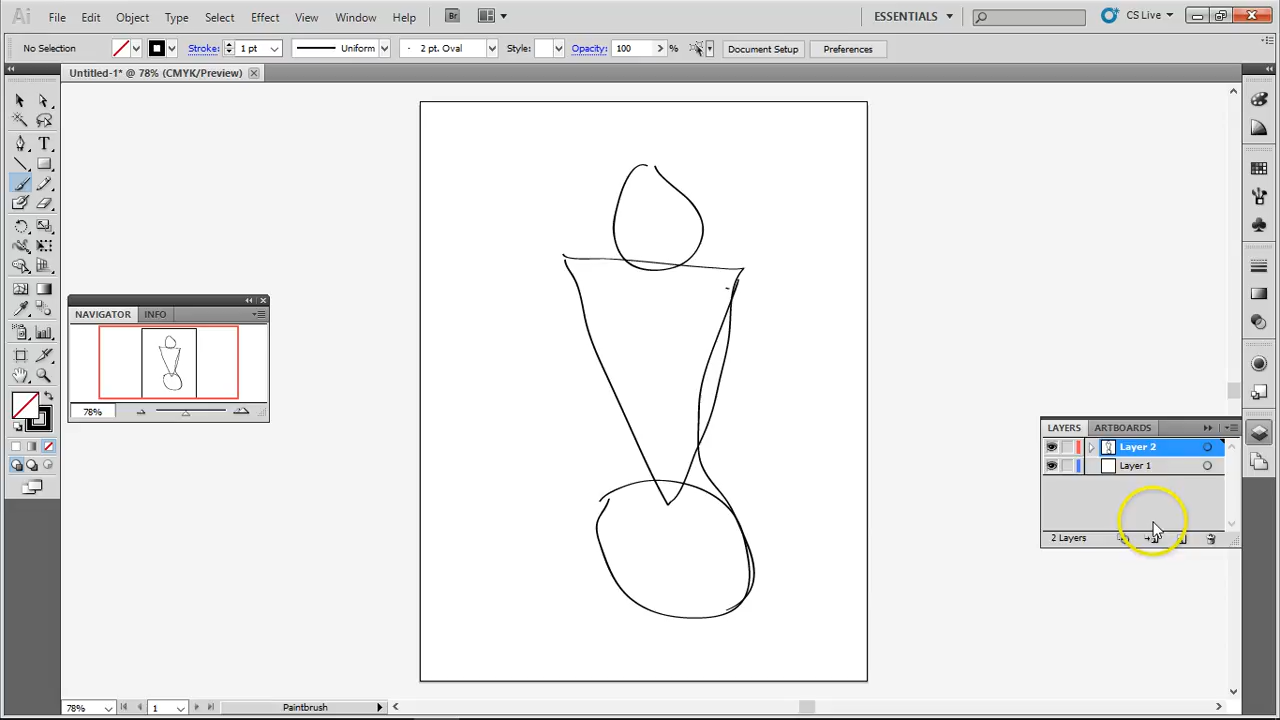 Ai File Edit Object Type Select Effect View Window Help Br ESSENTIALS CS Live
No Selection Stroke: 1 pt Uniform 2 pt. Oval Style: Opacity: 100 % Document Setup Preferences
Untitled-1* @ 78% (CMYK/Preview)
NAVIGATOR INFO
78%
LAYERS ARTBOARDS
Layer 2
Layer 1
2 Layers
78% 1 Paintbrush